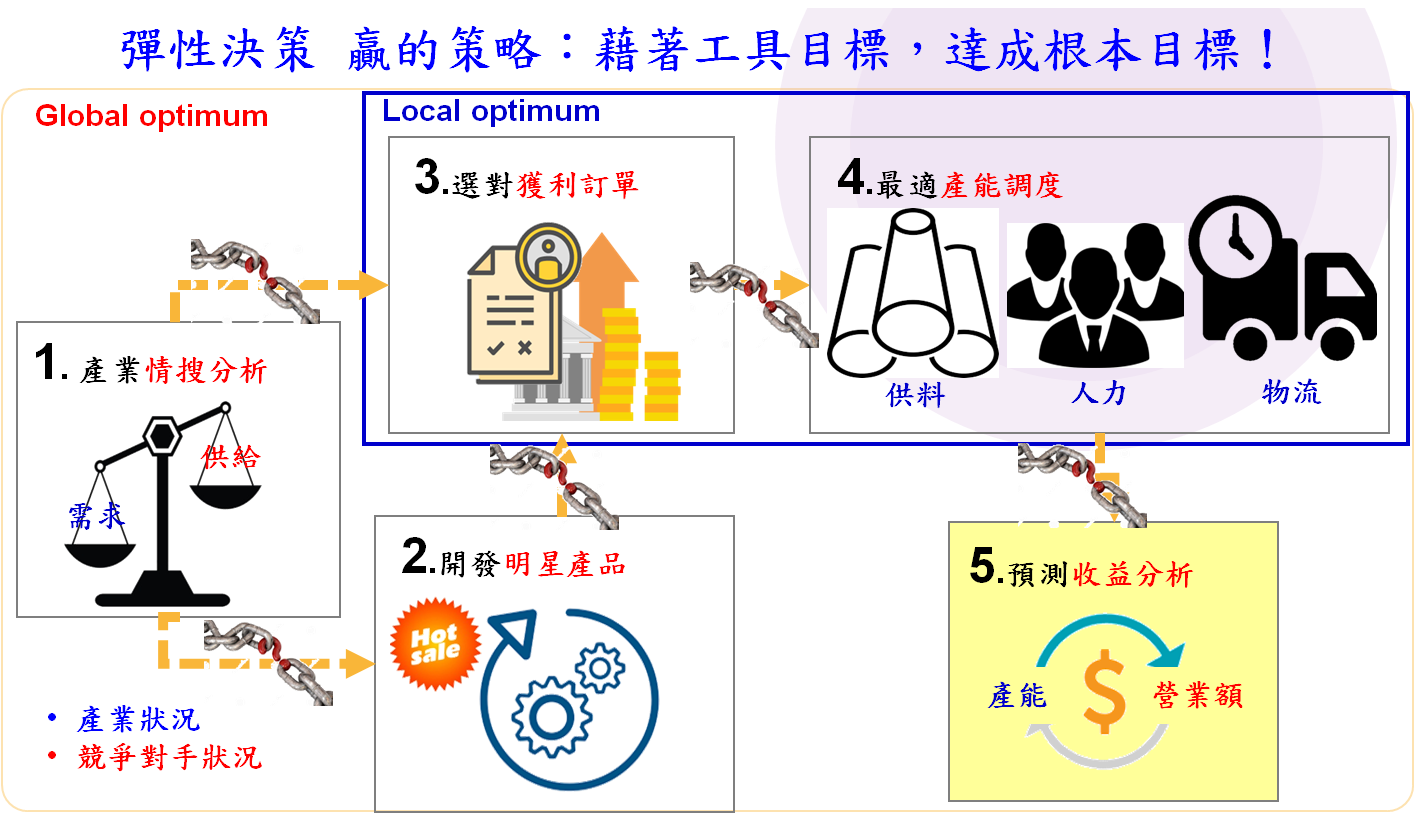 彈性決策 贏的策略：藉著工具目標，達成根本目標！
Global optimum
Local optimum
3.選對獲利訂單
4.最適產能調度
供料
人力
物流
1. 產業情搜分析
供給
需求
2.開發明星產品
Hot
sale
5.預測收益分析
產能
營業額
• 產業狀況
• 競爭對手狀況